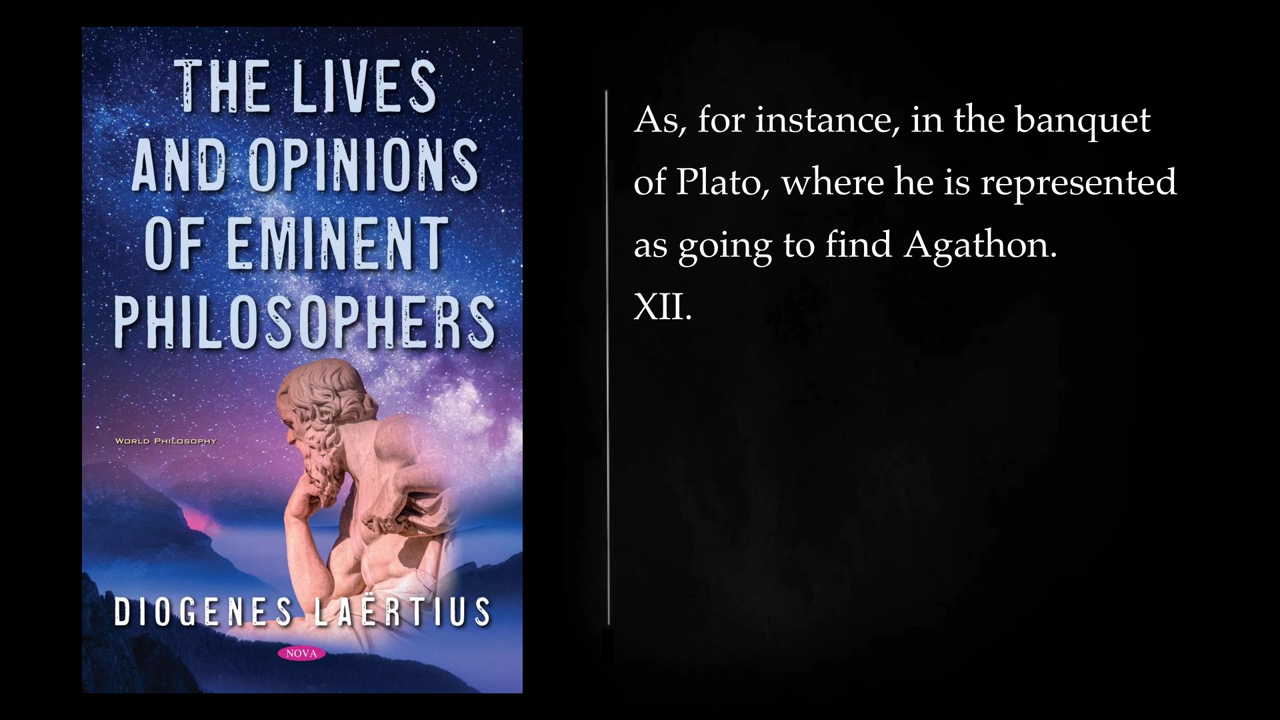 THE LIVES
AND OPINIONS
OF EMINENT
PHILOSOPHERS
WORLD PHILOSOPHY
DIOGENES LAËRTIUS
NOVA
As, for instance, in the banquet
of Plato, where he is represented
as going to find Agathon.
XII.